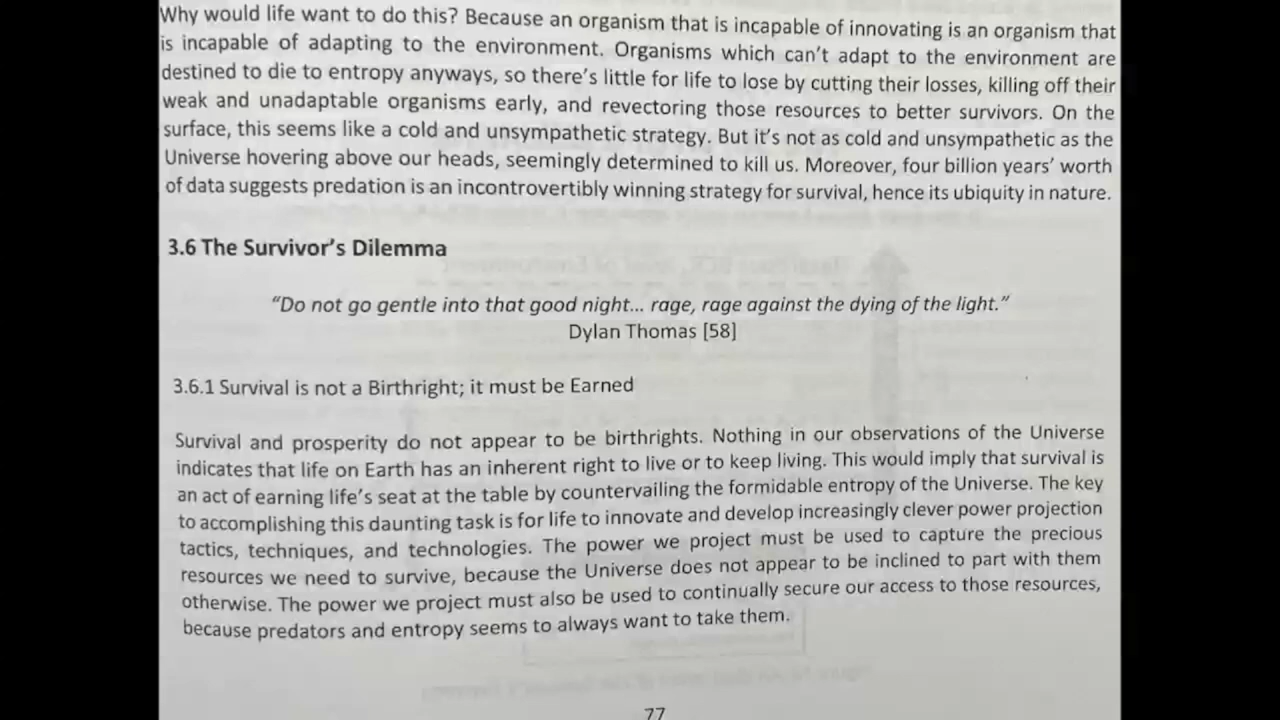 Why would life want to do this? Because an organism that is incapable of innovating is an organism that
is incapable of adapting to the environment. Organisms which can't adapt to the environment are
destined to die to entropy anyways, so there's little for life to lose by cutting their losses, killing off their
weak and unadaptable organisms early, and revectoring those resources to better survivors. On the
surface, this seems like a cold and unsympathetic strategy. But it's not as cold and unsympathetic as the
Universe hovering above our heads, seemingly determined to kill us. Moreover, four billion years' worth
of data suggests predation is an incontrovertibly winning strategy for survival, hence its ubiquity in nature.
3.6 The Survivor's Dilemma
"Do not go gentle into that good night... rage, rage against the dying of the light."
Dylan Thomas [58]
3.6.1 Survival is not a Birthright; it must be Earned
Survival and prosperity do not appear to be birthrights. Nothing in our observations of the Universe
indicates that life on Earth has an inherent right to live or to keep living. This would imply that survival is
an act of earning life's seat at the table by countervailing the formidable entropy of the Universe. The key
to accomplishing this daunting task is for life to innovate and develop increasingly clever power projection
tactics, techniques, and technologies. The power we project must be used to capture the precious
resources we need to survive, because the Universe does not appear to be inclined to part with them
otherwise. The power we project must also be used to continually secure our access to those resources,
because predators and entropy seems to always want to take them.
77